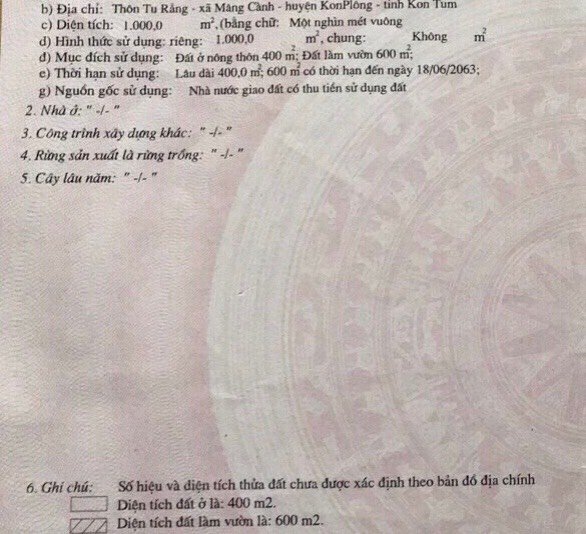 b) Địa chỉ: Thôn Tu Rằng - xã Măng Cành - huyện KonPlông - tỉnh Kon Tum
c) Diện tích: 1.000,0 m², (bằng chữ: Một nghìn mét vuông
d) Hình thức sử dụng: riêng: 1.000,0 m², chung: Không m²
đ) Mục đích sử dụng: Đất ở nông thôn 400 m²; Đất làm vườn 600 m²;
e) Thời hạn sử dụng: Lâu dài 400,0 m²; 600 m² có thời hạn đến ngày 18/06/2063;
g) Nguồn gốc sử dụng: Nhà nước giao đất có thu tiền sử dụng đất
2. Nhà ở: " -/- "
3. Công trình xây dựng khác: " -/- "
4. Rừng sản xuất là rừng trồng: " -/- "
5. Cây lâu năm: " -/- "
6. Ghi chú: Số hiệu và diện tích thửa đất chưa được xác định theo bản đồ địa chính
Diện tích đất ở là: 400 m2.
Diện tích đất làm vườn là: 600 m2.